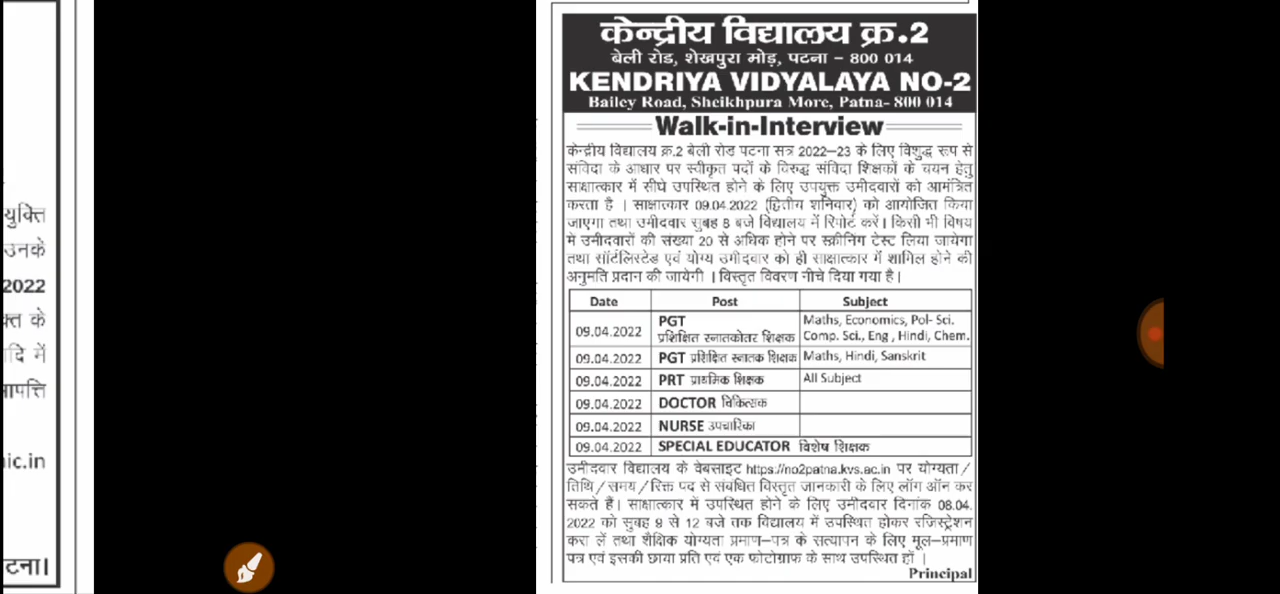 युक्ति
उनके
2022
क्त के
दि में
ापत्ति
ic.in
टना।
केन्द्रीय विद्यालय क्र.2
बेली रोड, शेखपुरा मोड़, पटना – 800 014
KENDRIYA VIDYALAYA NO-2
Bailey Road, Sheikhpura More, Patna- 800 014
Walk-in-Interview
केन्द्रीय विद्यालय क्र.2 बेली रोड पटना सत्र 2022–23 के लिए विशुद्ध रूप से
संविदा के आधार पर स्वीकृत पदों के विरुद्ध संविदा शिक्षकों के चयन हेतु
साक्षात्कार में सीधे उपस्थित होने के लिए उपयुक्त उमीदवारों को आमंत्रित
करता है । साक्षात्कार 09.04.2022 (द्वितीय शनिवार) को आयोजित किया
जाएगा तथा उमीदवार सुबह 8 बजे विद्यालय में रिपोर्ट करें। किसी भी विषय
मे उमीदवारों की संख्या 20 से अधिक होने पर स्क्रीनिंग टेस्ट लिया जायेगा
तथा सॉर्टलिस्टेड एवं योग्य उमीदवार को ही साक्षात्कार में शामिल होने की
अनुमति प्रदान की जायेगी । विस्तृत विवरण नीचे दिया गया है।
Date Post Subject
09.04.2022 PGT प्रशिक्षित स्नातकोतर शिक्षक Maths, Economics, Pol- Sci. Comp. Sci., Eng , Hindi, Chem.
09.04.2022 PGT प्रशिक्षित स्नातक शिक्षक Maths, Hindi, Sanskrit
09.04.2022 PRT प्राथमिक शिक्षक All Subject
09.04.2022 DOCTOR चिकित्सक
09.04.2022 NURSE उपचारिका
09.04.2022 SPECIAL EDUCATOR विशेष शिक्षक
उमीदवार विद्यालय के वेबसाइट https://no2patna.kvs.ac.in पर योग्यता/
तिथि/समय/रिक्त पद से संबंधित विस्तृत जानकारी के लिए लॉग ऑन कर
सकते हैं। साक्षात्कार में उपस्थित होने के लिए उमीदवार दिनांक 08.04.
2022 को सुबह 9 से 12 बजे तक विद्यालय में उपस्थित होकर रजिस्ट्रेशन
करा लें तथा शैक्षिक योग्यता प्रमाण–पत्र के सत्यापन के लिए मूल–प्रमाण
पत्र एवं इसकी छाया प्रति एवं एक फोटोग्राफ के साथ उपस्थित हों ।
Principal